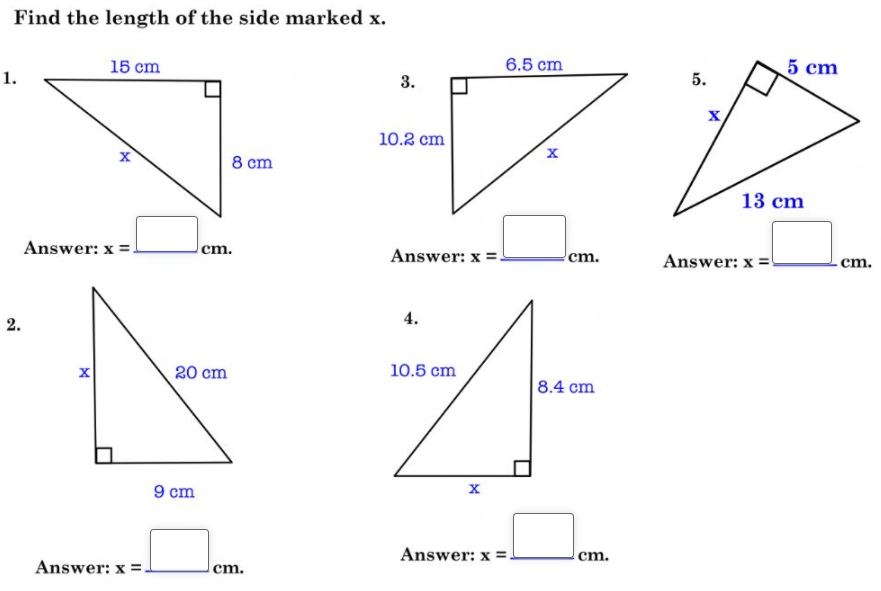 Find the length of the side marked x.
1.
15 cm
x
8 cm
Answer: x = cm.
2.
x
20 cm
9 cm
Answer: x = cm.
3.
6.5 cm
10.2 cm
x
Answer: x = cm.
4.
10.5 cm
8.4 cm
x
Answer: x = cm.
5.
5 cm
x
13 cm
Answer: x = cm.